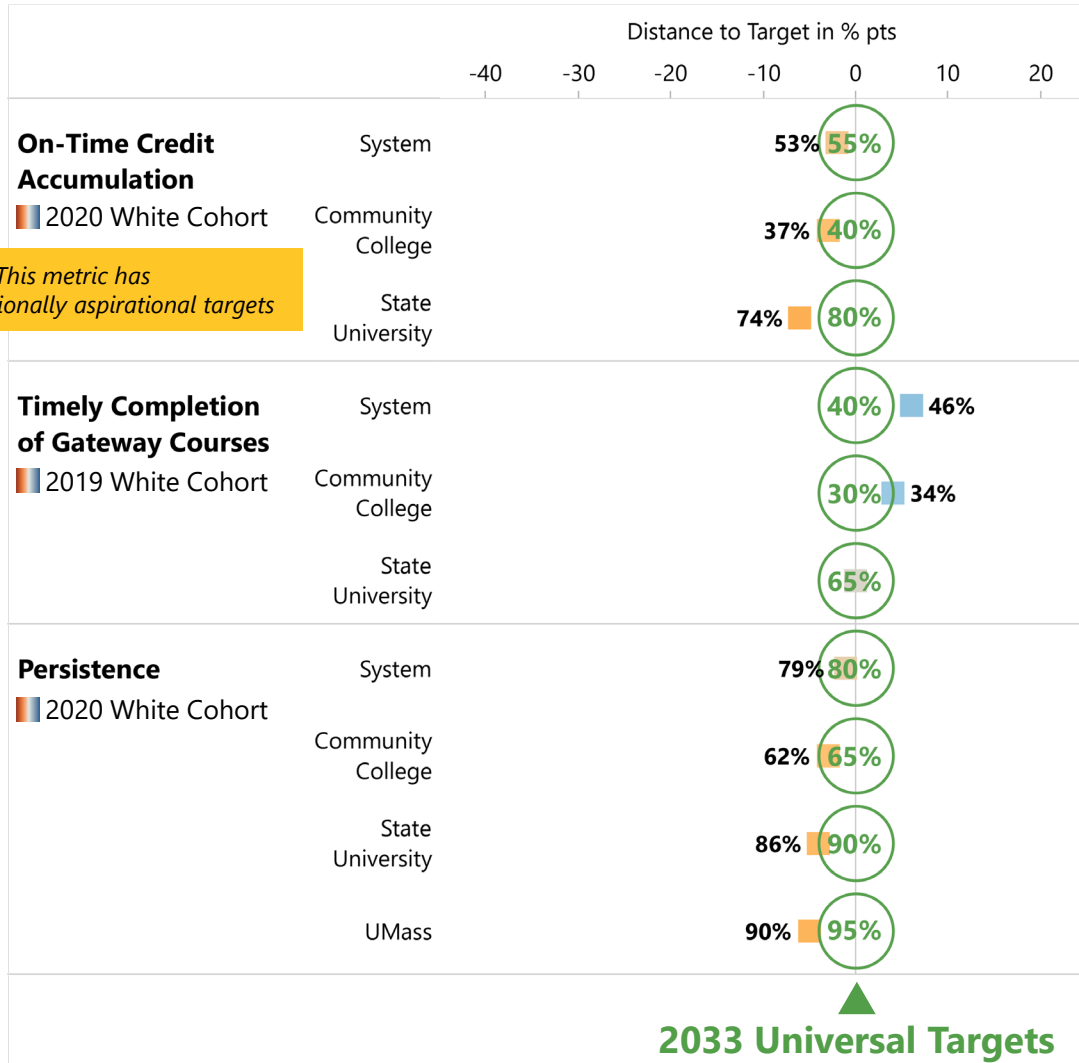 Distance to Target in % pts
-40 -30 -20 -10 0 10 20
On-Time Credit
Accumulation
2020 White Cohort
This metric has
ionally aspirational targets
System
53% 55%
Community
College
37% 40%
State
University
74% 80%
Timely Completion
of Gateway Courses
2019 White Cohort
System
40% 46%
Community
College
30% 34%
State
University
65%
Persistence
2020 White Cohort
System
79% 80%
Community
College
62% 65%
State
University
86% 90%
UMass
90% 95%
2033 Universal Targets